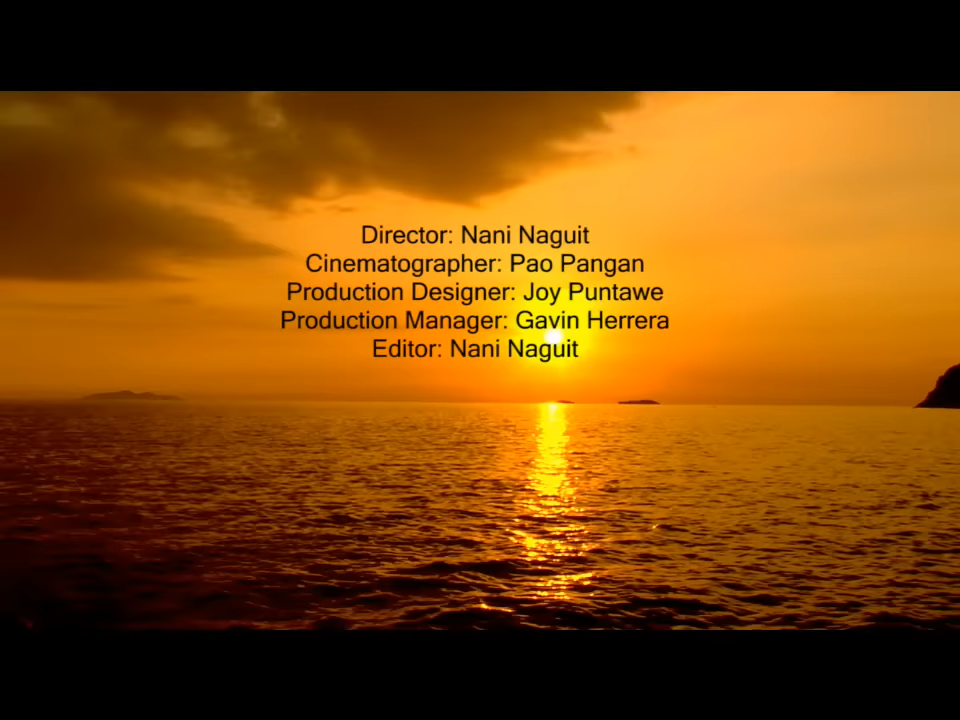 Director: Nani Naguit
Cinematographer: Pao Pangan
Production Designer: Joy Puntawe
Production Manager: Gavin Herrera
Editor: Nani Naguit